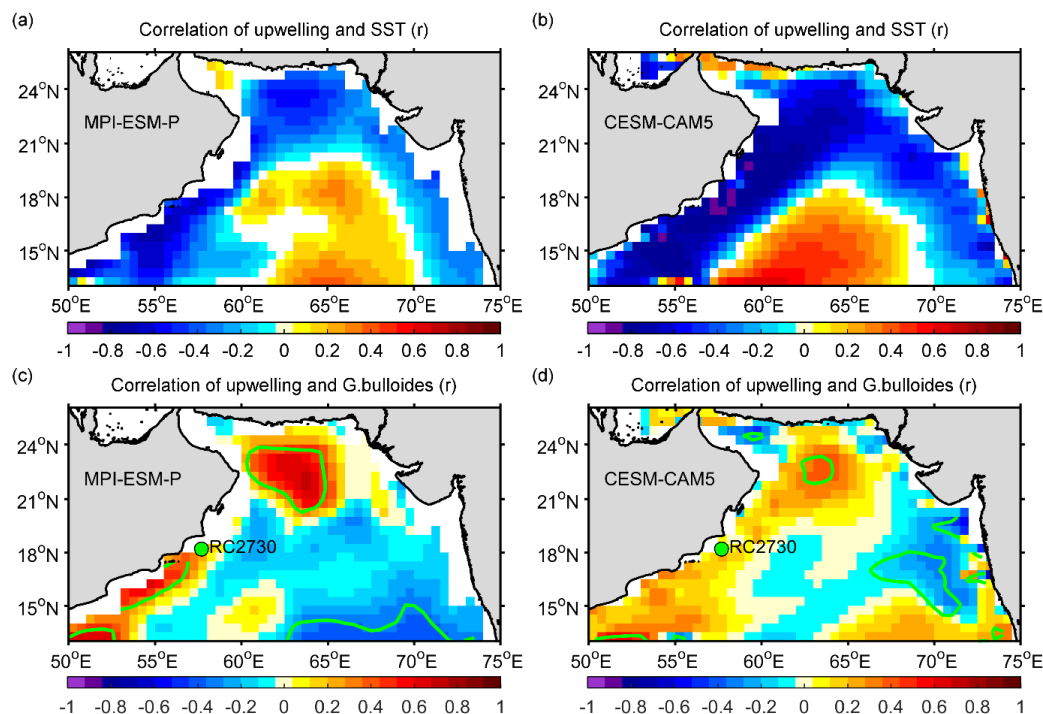 (a)
Correlation of upwelling and SST (r)
(b)
Correlation of upwelling and SST (r)
24°N
21°N
18°N
15°N
MPI-ESM-P
50°E 55°E 60°E 65°E 70°E 75°E
-1 -0.8 -0.6 -0.4 -0.2 0 0.2 0.4 0.6 0.8 1
24°N
21°N
18°N
15°N
CESM-CAM5
50°E 55°E 60°E 65°E 70°E 75°E
-1 -0.8 -0.6 -0.4 -0.2 0 0.2 0.4 0.6 0.8 1
(c)
Correlation of upwelling and G.bulloides (r)
(d)
Correlation of upwelling and G.bulloides (r)
24°N
21°N
18°N
15°N
MPI-ESM-P
RC2730
50°E 55°E 60°E 65°E 70°E 75°E
-1 -0.8 -0.6 -0.4 -0.2 0 0.2 0.4 0.6 0.8 1
24°N
21°N
18°N
15°N
CESM-CAM5
RC2730
50°E 55°E 60°E 65°E 70°E 75°E
-1 -0.8 -0.6 -0.4 -0.2 0 0.2 0.4 0.6 0.8 1